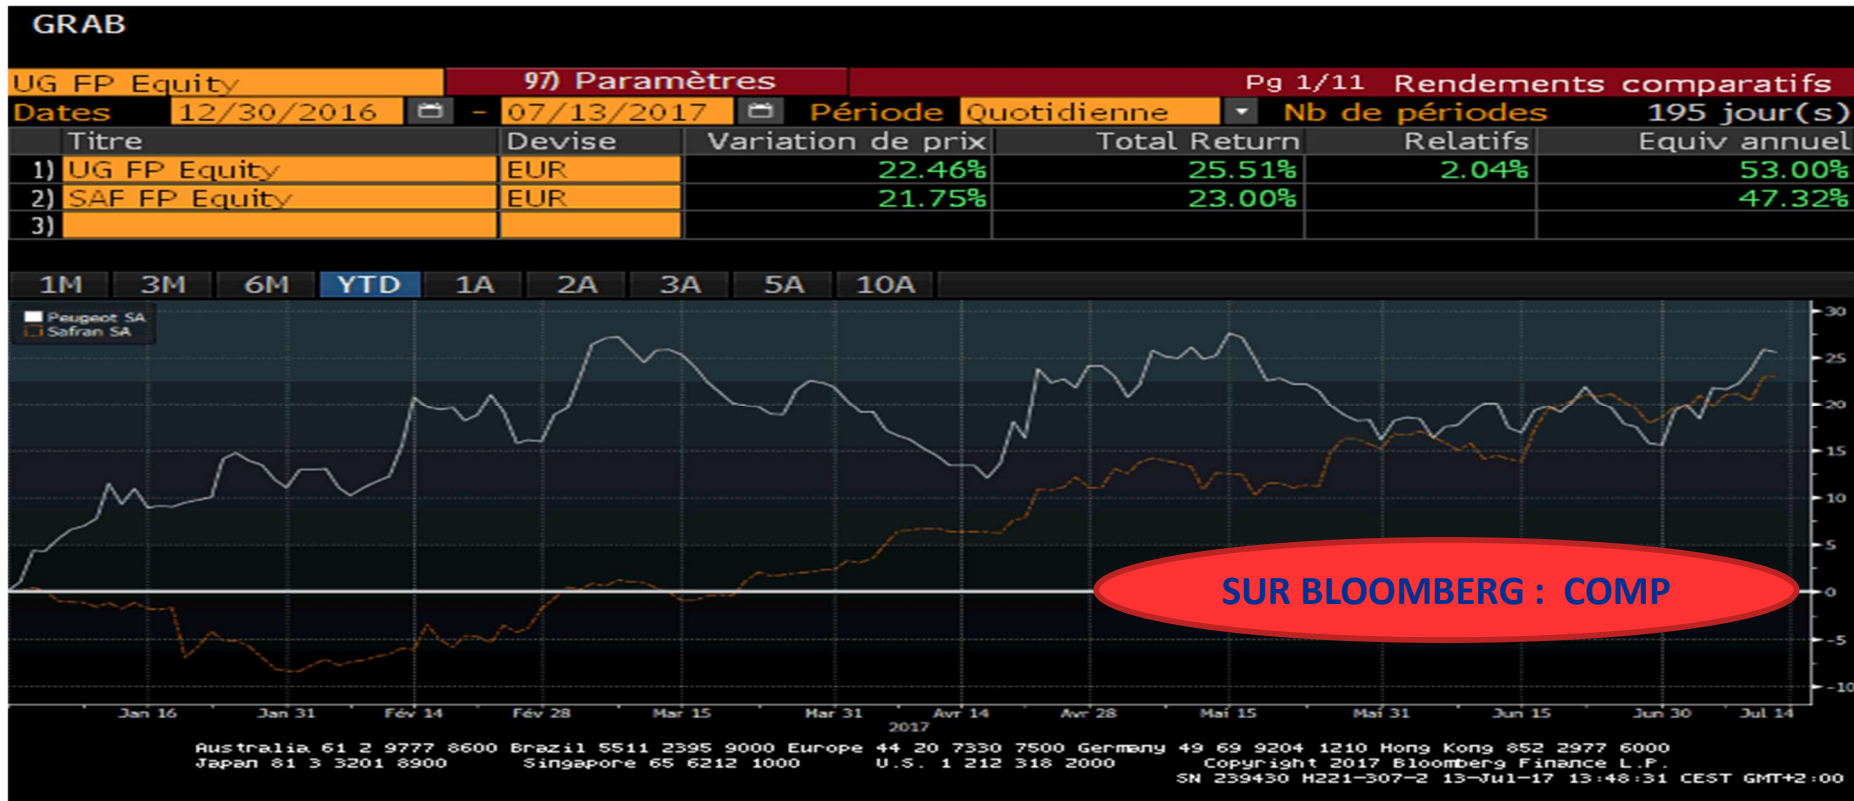 GRAB
UG FP Equity 97) Paramètres Pg 1/11 Rendements comparatifs
Dates 12/30/2016 - 07/13/2017 Période Quotidienne Nb de périodes 195 jour(s)
Titre Devise Variation de prix Total Return Relatifs Equiv annuel
1) UG FP Equity EUR 22.46% 25.51% 2.04% 53.00%
2) SAF FP Equity EUR 21.75% 23.00% 47.32%
3)
1M 3M 6M YTD 1A 2A 3A 5A 10A
Peugeot SA
Safran SA
30
25
20
15
10
5
0
-5
-10
SUR BLOOMBERG : COMP
Jan 16 Jan 31 Fév 14 Fév 28 Mar 15 Mar 31 Avr 14 Avr 28 Mai 15 Mai 31 Jun 15 Jun 30 Jul 14
2017
Australia 61 2 9777 8600 Brazil 5511 2395 9000 Europe 44 20 7330 7500 Germany 49 69 9204 1210 Hong Kong 852 2977 6000
Japan 81 3 3201 8900 Singapore 65 6212 1000 U.S. 1 212 318 2000 Copyright 2017 Bloomberg Finance L.P.
SN 239430 H221-307-2 13-Jul-17 13:48:31 CEST GMT+2:00